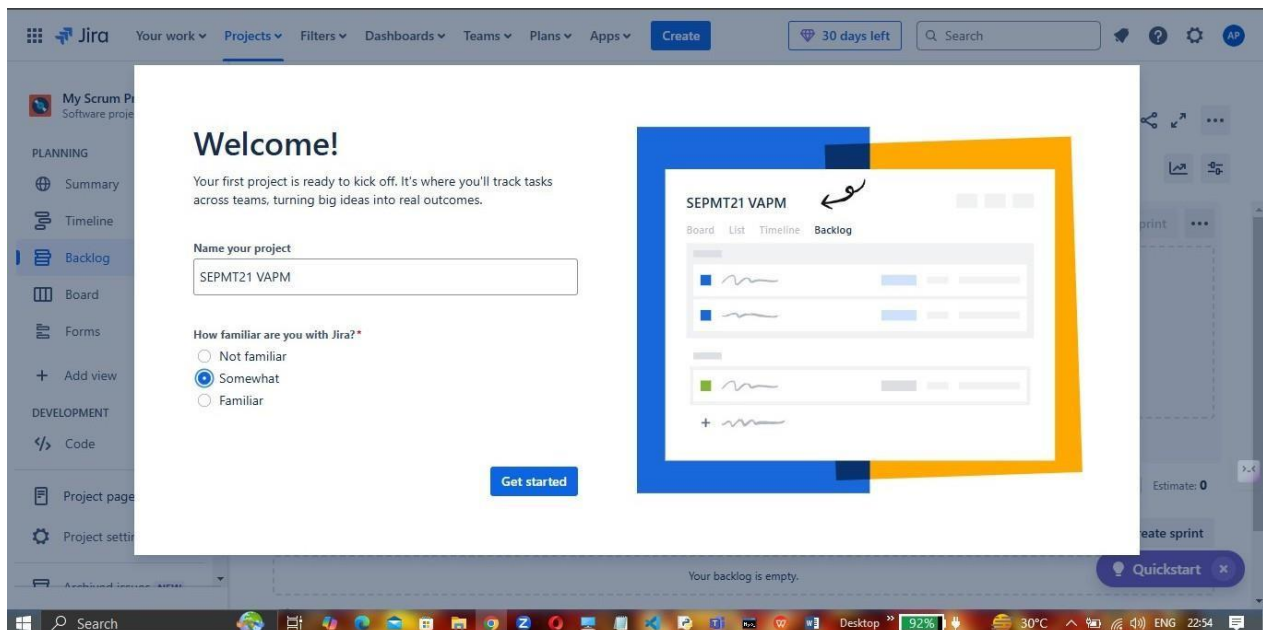 Jira
Your work Projects Filters Dashboards Teams Plans Apps Create 30 days left Search AP
My Scrum Pr
Software proje
PLANNING
Summary
Timeline
Backlog
Board
Forms
Add view
DEVELOPMENT
Code
Project page
Project settin
Archived issues NEW
Welcome!
Your first project is ready to kick off. It's where you'll track tasks
across teams, turning big ideas into real outcomes.
Name your project
SEPMT21 VAPM
How familiar are you with Jira?*
Not familiar
Somewhat
Familiar
Get started
SEPMT21 VAPM
Board List Timeline Backlog
print
Estimate: 0
reate sprint
Your backlog is empty.
Quickstart
Search Desktop 92% 30°C ENG 22:54